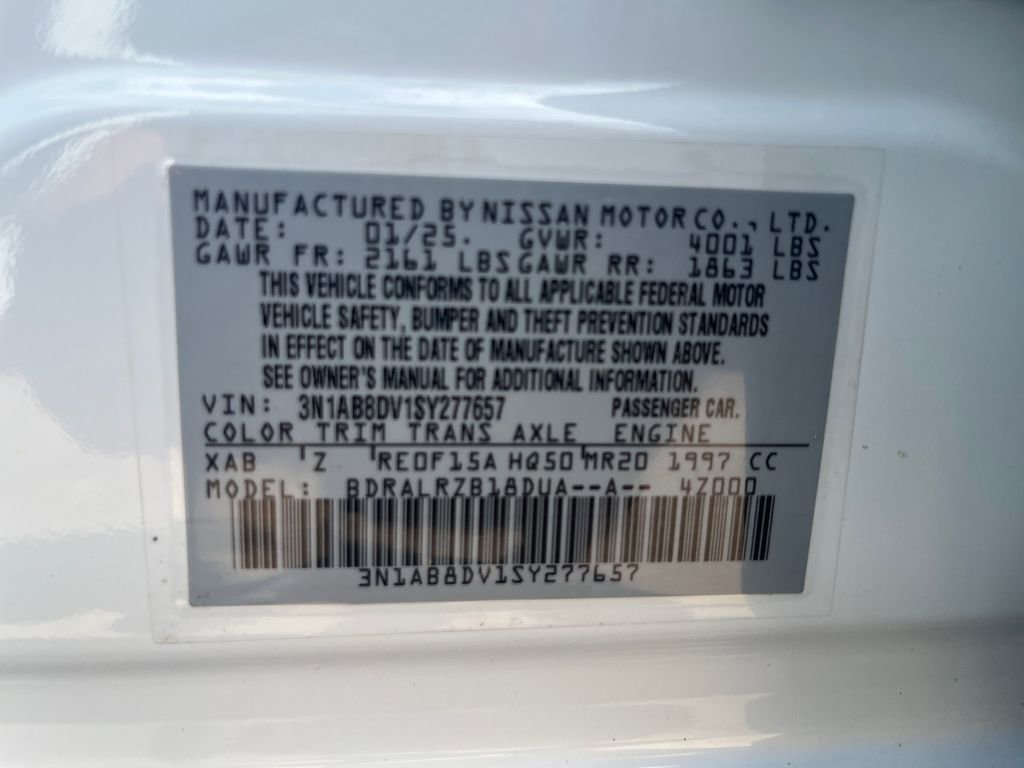 MANUFACTURED BY NISSAN MOTOR CO., LTD.
DATE: 01/25. GVWR: 4001 LBS
GAWR FR: 2161 LBS GAWR RR: 1863 LBS
THIS VEHICLE CONFORMS TO ALL APPLICABLE FEDERAL MOTOR
VEHICLE SAFETY, BUMPER AND THEFT PREVENTION STANDARDS
IN EFFECT ON THE DATE OF MANUFACTURE SHOWN ABOVE.
SEE OWNER'S MANUAL FOR ADDITIONAL INFORMATION.
VIN: 3N1AB8DV1SY277657 PASSENGER CAR.
COLOR TRIM TRANS AXLE ENGINE
XAB Z RE0F15A HQ50 MR20 1997 CC
MODEL: BDRALRZB18DUA--A-- 4Z000
3N1AB8DV1SY277657